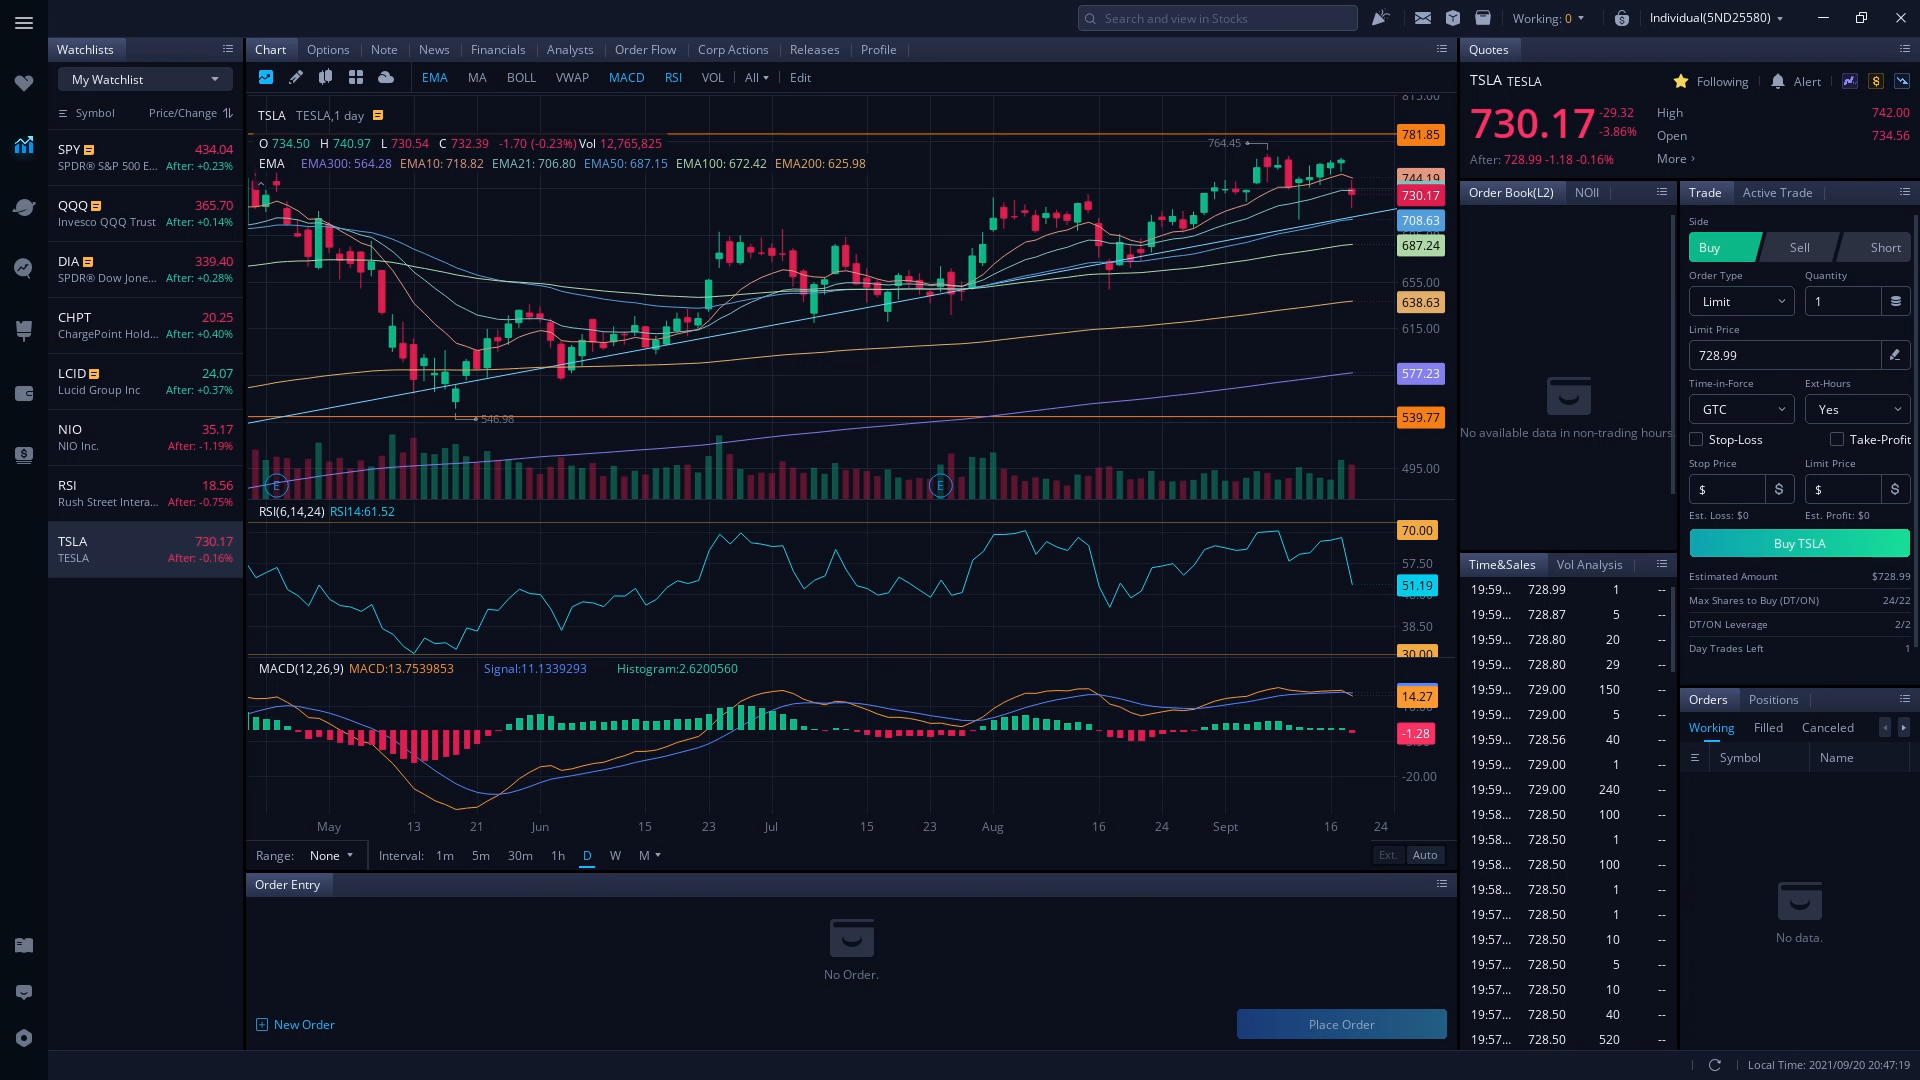 Search and view in Stocks
Working: 0
Individual(5ND25580)
Watchlists
My Watchlist
Symbol Price/Change
SPY 434.04
SPDR® S&P 500 E... After: +0.23%
QQQ 365.70
Invesco QQQ Trust After: +0.14%
DIA 339.40
SPDR® Dow Jone... After: +0.28%
CHPT 20.25
ChargePoint Hold... After: +0.40%
LCID 24.07
Lucid Group Inc After: +0.37%
NIO 35.17
NIO Inc. After: -1.19%
RSI 18.56
Rush Street Intera... After: -0.75%
TSLA 730.17
TESLA After: -0.16%
Chart Options Note News Financials Analysts Order Flow Corp Actions Releases Profile
EMA MA BOLL VWAP MACD RSI VOL All Edit
TSLA TESLA,1 day
O 734.50 H 740.97 L 730.54 C 732.39 -1.70 (-0.23%) Vol 12,765,825
EMA EMA300: 564.28 EMA10: 718.82 EMA21: 706.80 EMA50: 687.15 EMA100: 672.42 EMA200: 625.98
764.45
546.98
E
E
815.00
781.85
744.19
730.17
708.63
687.24
655.00
638.63
615.00
577.23
539.77
495.00
RSI(6,14,24) RSI14:61.52
70.00
57.50
51.19
38.50
30.00
MACD(12,26,9) MACD:13.7539853 Signal:11.1339293 Histogram:2.6200560
14.27
-1.28
-20.00
May 13 21 Jun 15 23 Jul 15 23 Aug 16 24 Sept 16 24
Range: None Interval: 1m 5m 30m 1h D W M
Ext. Auto
Order Entry
No Order.
New Order
Place Order
Quotes
TSLA TESLA
Following Alert
730.17 -29.32
-3.86%
After: 728.99 -1.18 -0.16%
High 742.00
Open 734.56
More
Order Book(L2) NOII
No available data in non-trading hours
Time&Sales Vol Analysis
19:59... 728.99 1 --
19:59... 728.87 5 --
19:59... 728.80 20 --
19:59... 728.80 29 --
19:59... 729.00 150 --
19:59... 729.00 5 --
19:59... 728.56 40 --
19:59... 729.00 1 --
19:59... 729.00 240 --
19:58... 728.50 100 --
19:58... 728.50 1 --
19:58... 728.50 100 --
19:58... 728.50 1 --
19:57... 728.50 1 --
19:57... 728.50 10 --
19:57... 728.50 5 --
19:57... 728.50 10 --
19:57... 728.50 40 --
19:57... 728.50 520 --
Trade Active Trade
Side
Buy Sell Short
Order Type Quantity
Limit 1
Limit Price
728.99
Time-in-Force Ext-Hours
GTC Yes
Stop-Loss Take-Profit
Stop Price Limit Price
$ $ $ $
Est. Loss: $0 Est. Profit: $0
Buy TSLA
Estimated Amount $728.99
Max Shares to Buy (DT/ON) 24/22
DT/ON Leverage 2/2
Day Trades Left 1
Orders Positions
Working Filled Canceled
Symbol Name
No data.
Local Time: 2021/09/20 20:47:19